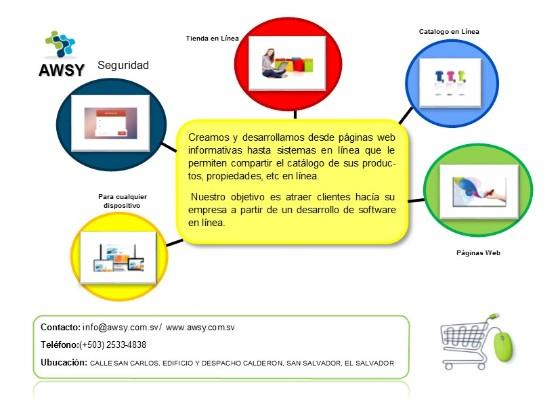 Tienda en Línea
Catalogo en Línea
AWSY
Seguridad
Creamos y desarrollamos desde páginas web
informativas hasta sistemas en línea que le
permiten compartir el catálogo de sus produc-
tos, propiedades, etc en línea.
Nuestro objetivo es atraer clientes hacía su
empresa a partir de un desarrollo de software
en línea.
Para cualquier
dispositivo
Páginas Web
Contacto: info@awsy.com.sv/ www.awsy.com.sv
Teléfono:(+503) 2533-4838
Ubucación: CALLE SAN CARLOS, EDIFICIO Y DESPACHO CALDERON, SAN SALVADOR, EL SALVADOR